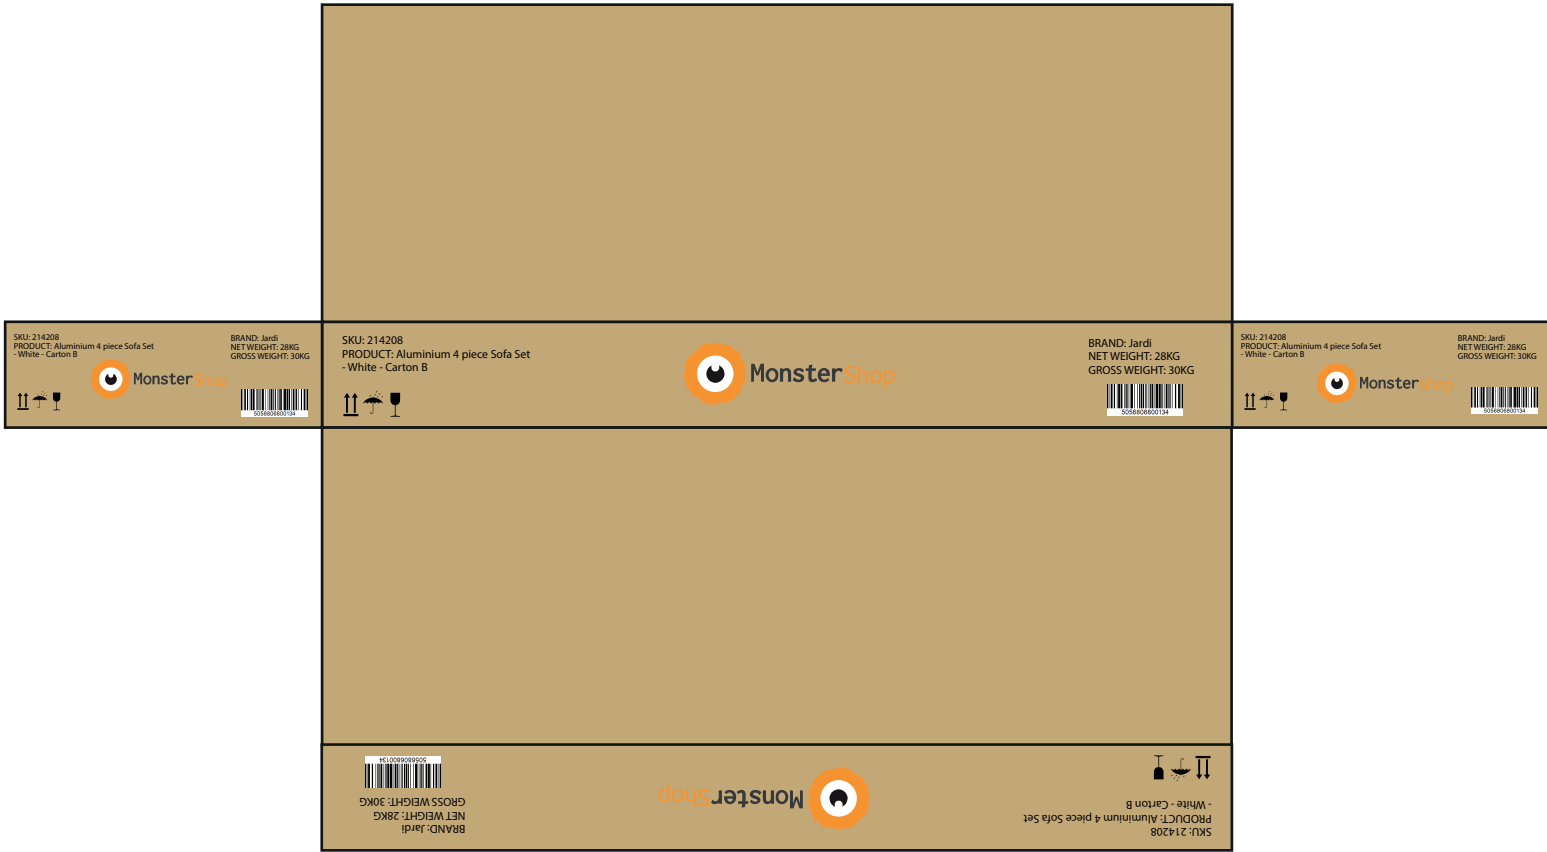 SKU: 214208
PRODUCT: Aluminium 4 piece Sofa Set
- White - Carton B
MonsterShop
BRAND: Jardi
NET WEIGHT: 28KG
GROSS WEIGHT: 30KG
5056806800134
SKU: 214208
PRODUCT: Aluminium 4 piece Sofa Set
- White - Carton B
MonsterShop
BRAND: Jardi
NET WEIGHT: 28KG
GROSS WEIGHT: 30KG
5056806800134
SKU: 214208
PRODUCT: Aluminium 4 piece Sofa Set
- White - Carton B
MonsterShop
BRAND: Jardi
NET WEIGHT: 28KG
GROSS WEIGHT: 30KG
5056806800134
SKU: 214208
PRODUCT: Aluminium 4 piece Sofa Set
- White - Carton B
MonsterShop
BRAND: Jardi
NET WEIGHT: 28KG
GROSS WEIGHT: 30KG
5056806800134